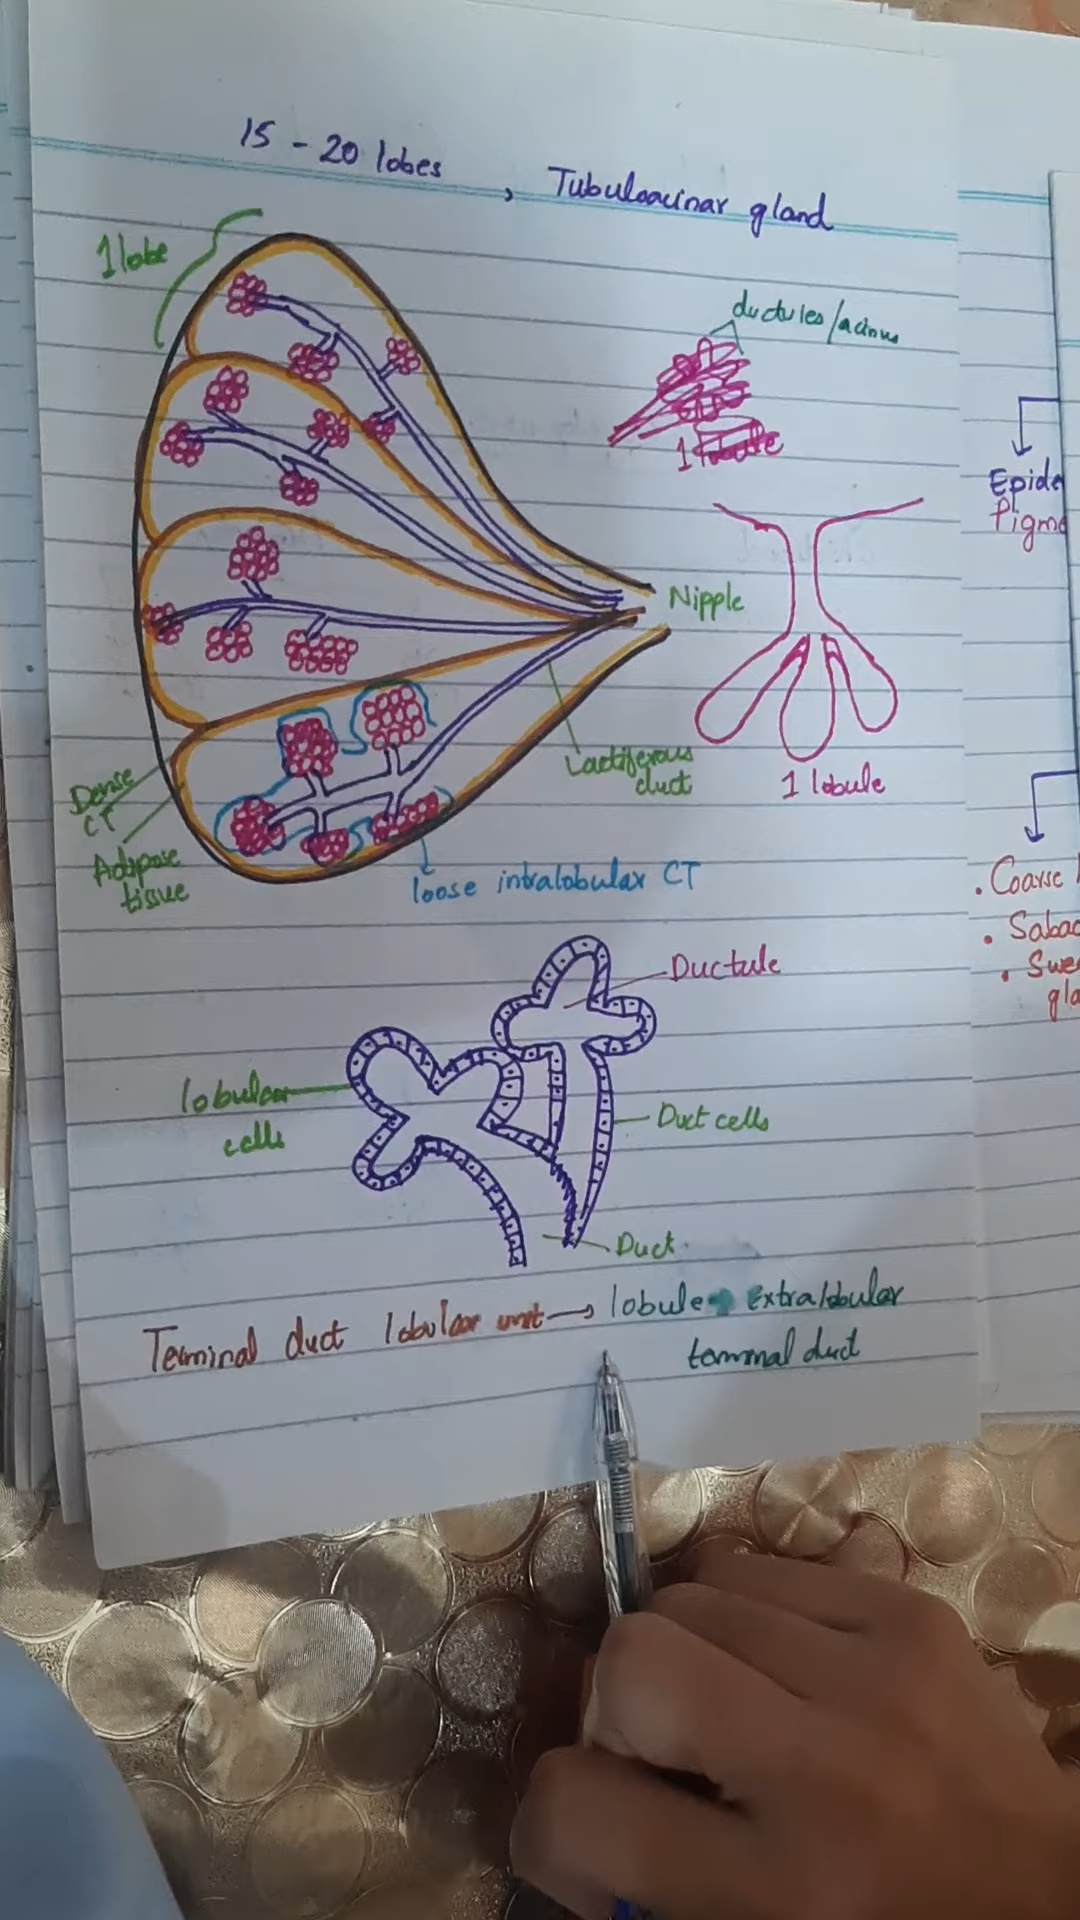 15 - 20 lobes , Tubuloacinar gland
1 lobe
ductules/acinus
1 lobule
Nipple
Lactiferous
duct
1 lobule
Dense
CT
Adipose
tissue
loose intralobular CT
Ductule
lobular
cells
Duct cells
Duct
Terminal duct lobular unit → lobule Extralobular
terminal duct
Epide
Pigme
. Coarse
. Sabac
. Swe
gla